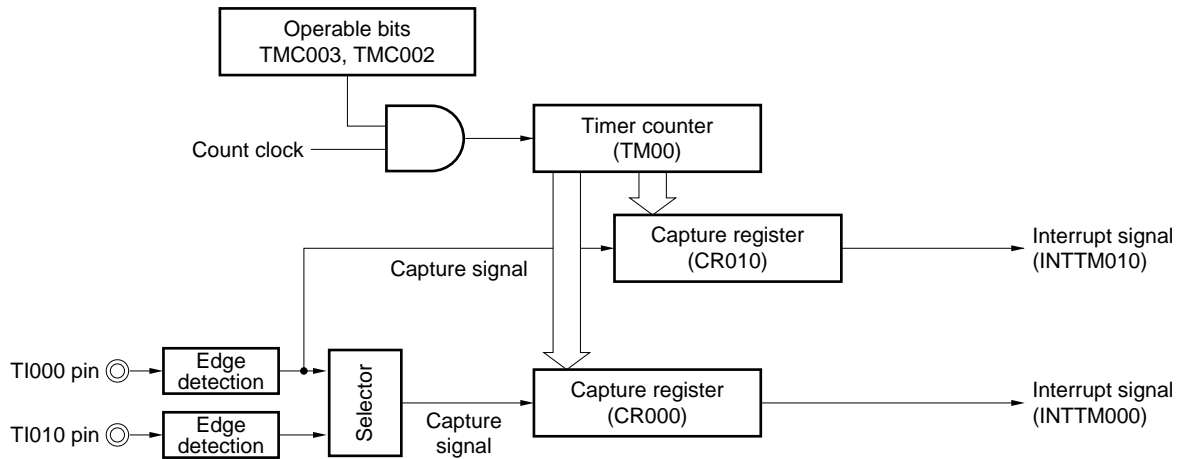 Operable bits
TMC003, TMC002
Count clock
Timer counter
(TM00)
Capture register
(CR010)
Interrupt signal
(INTTM010)
Capture signal
TI000 pin
Edge
detection
Selector
Capture register
(CR000)
Interrupt signal
(INTTM000)
TI010 pin
Edge
detection
Capture
signal